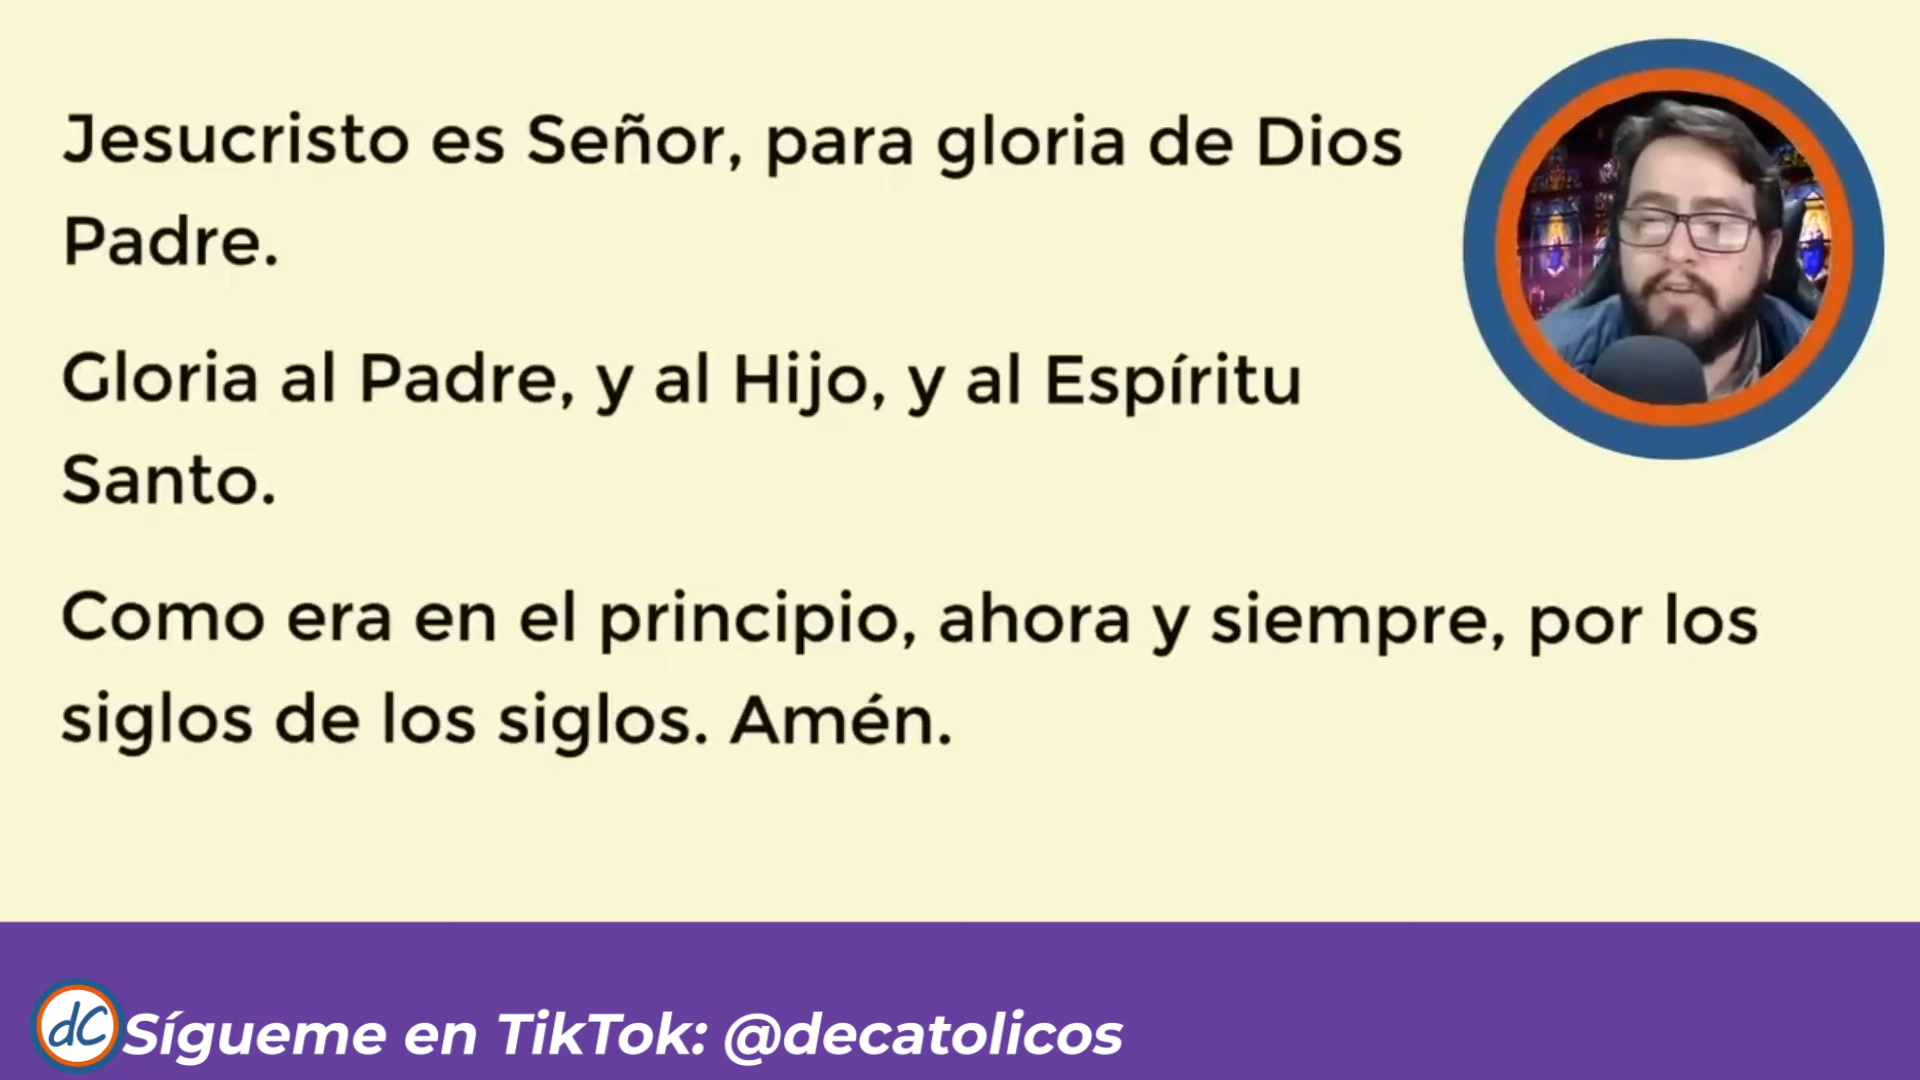 Jesucristo es Señor, para gloria de Dios
Padre.
Gloria al Padre, y al Hijo, y al Espíritu
Santo.
Como era en el principio, ahora y siempre, por los
siglos de los siglos. Amén.
dC Sígueme en TikTok: @decatolicos